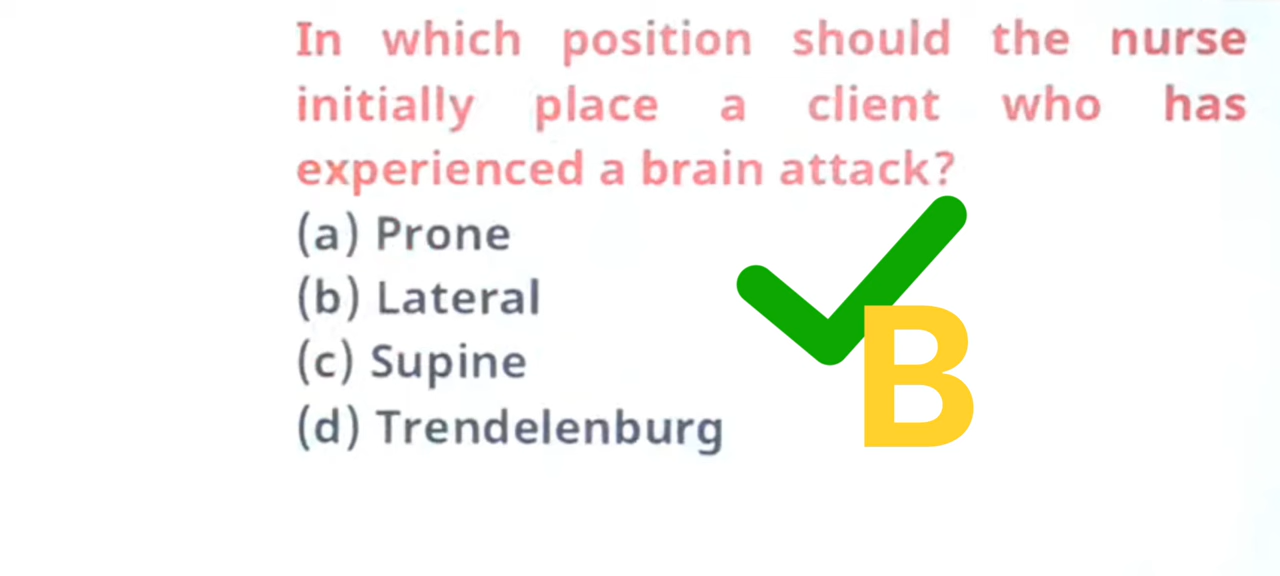 In which position should the nurse
initially place a client who has
experienced a brain attack?
(a) Prone
(b) Lateral
(c) Supine
(d) Trendelenburg
B